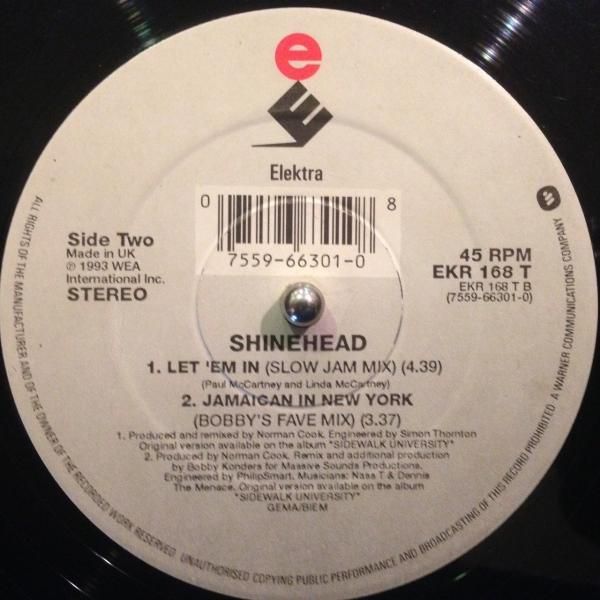 e
Elektra
0 8
7559-66301-0
Side Two
Made in UK
℗ 1993 WEA
International Inc.
STEREO
45 RPM
EKR 168 T
EKR 168 T B
(7559-66301-0)
SHINEHEAD
1. LET 'EM IN (SLOW JAM MIX) (4.39)
(Paul McCartney and Linda McCartney)
2. JAMAICAN IN NEW YORK
(BOBBY'S FAVE MIX) (3.37)
1. Produced and remixed by Norman Cook. Engineered by Simon Thornton
Original version available on the album "SIDEWALK UNIVERSITY"
2. Produced by Norman Cook. Remix and additional production
by Bobby Konders for Massive Sounds Productions.
Engineered by PhilipSmart. Musicians: Nass T & Dennis
The Menace. Original version available on the album
"SIDEWALK UNIVERSITY"
GEMA/BIEM
ALL RIGHTS OF THE MANUFACTURER AND OF THE OWNER OF THE RECORDED WORK RESERVED UNAUTHORISED COPYING PUBLIC PERFORMANCE AND BROADCASTING OF THIS RECORD PROHIBITED A WARNER COMMUNICATIONS COMPANY